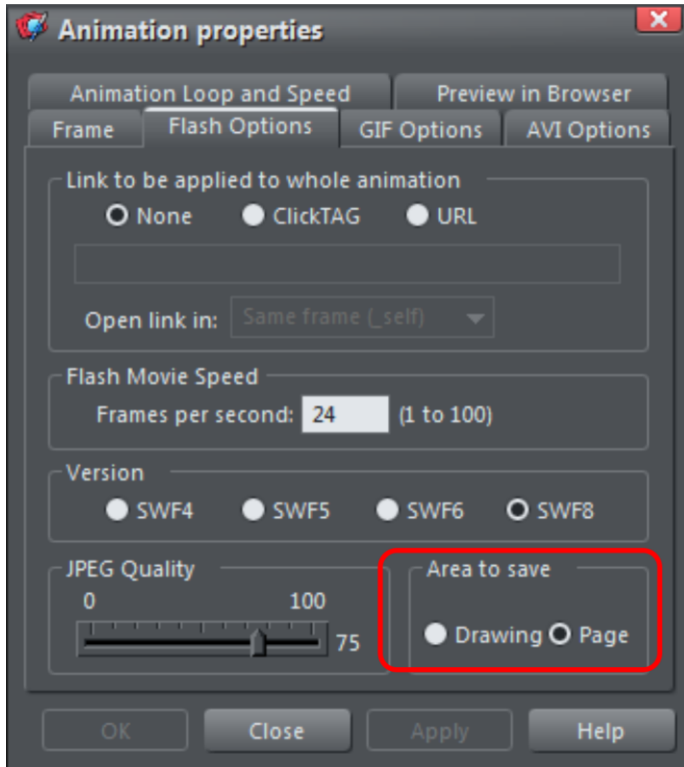 Animation properties
Animation Loop and Speed Preview in Browser
Frame Flash Options GIF Options AVI Options
Link to be applied to whole animation
None ClickTAG URL
Open link in: Same frame (_self)
Flash Movie Speed
Frames per second: 24 (1 to 100)
Version
SWF4 SWF5 SWF6 SWF8
JPEG Quality Area to save
0 100
75 Drawing Page
OK Close Apply Help